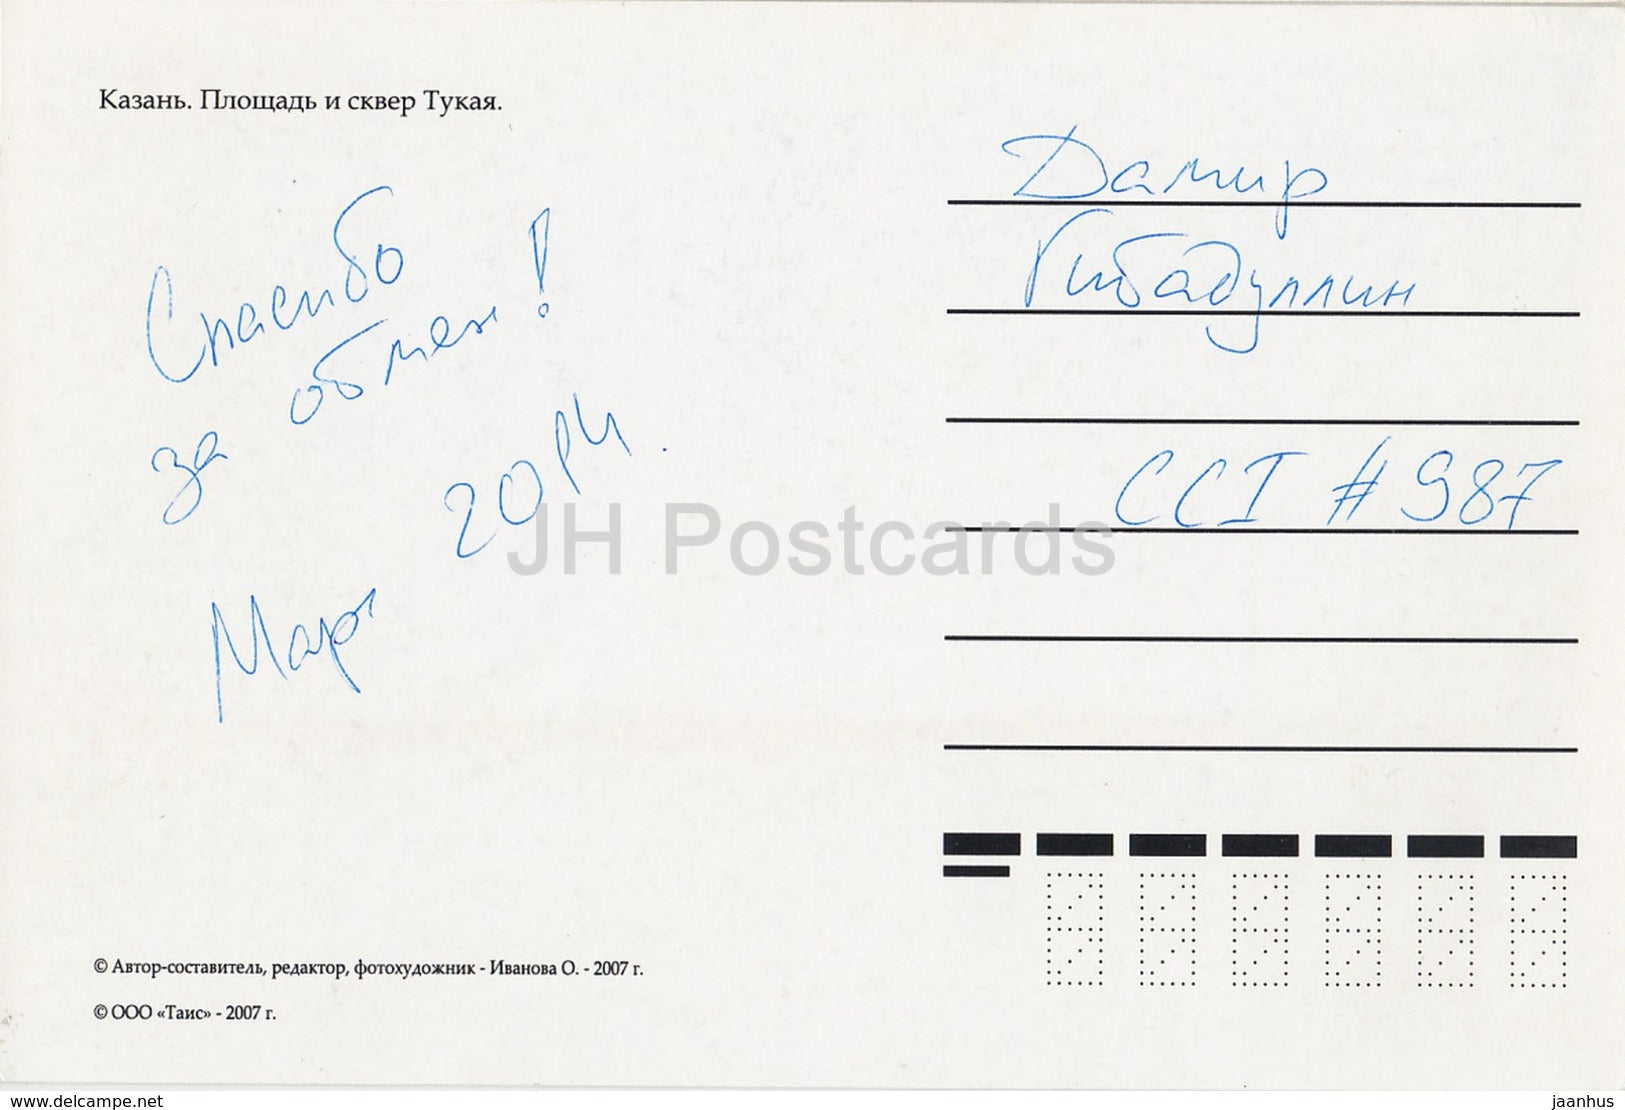 Казань. Площадь и сквер Тукая.
Спасибо
за обмен!
Март 2014.
Дамир
Гибадуллин
CCI # 987
JH Postcards
© Автор-составитель, редактор, фотохудожник - Иванова О. - 2007 г.
© ООО «Таис» - 2007 г.
www.delcampe.net
jaanhus